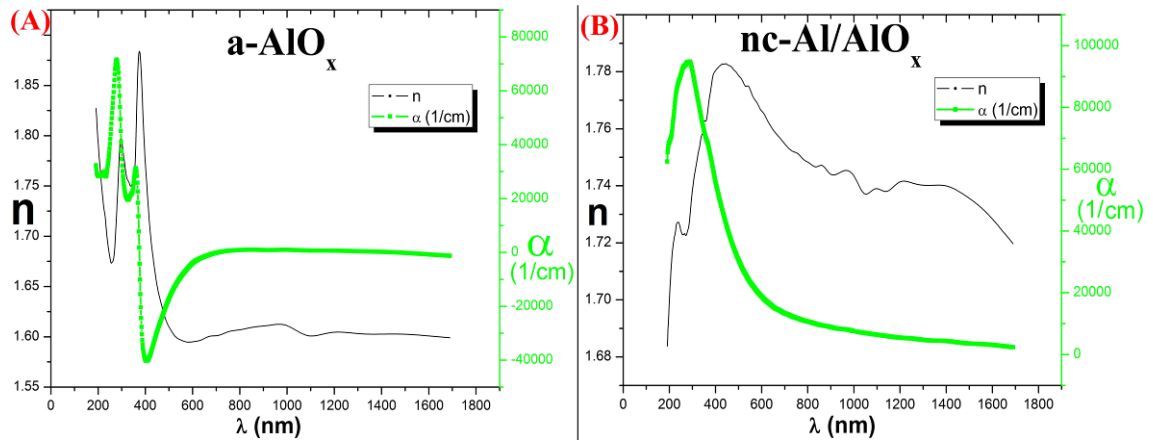 (A)
a-AlOₓ
n
α (1/cm)
1.85
1.80
1.75
1.70
1.65
1.60
1.55
n
80000
60000
40000
20000
0
-20000
-40000
α
(1/cm)
0 200 400 600 800 1000 1200 1400 1600 1800
λ (nm)
(B)
nc-Al/AlOₓ
n
α (1/cm)
1.78
1.76
1.74
1.72
1.70
1.68
n
100000
80000
60000
40000
20000
0
α
(1/cm)
0 200 400 600 800 1000 1200 1400 1600 1800
λ (nm)